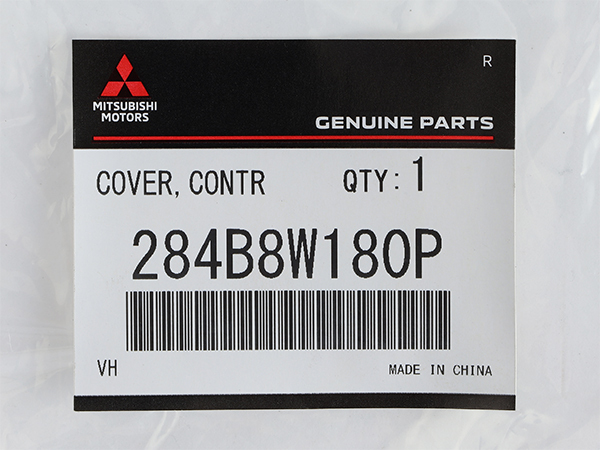 R
MITSUBISHI
MOTORS
GENUINE PARTS
COVER, CONTR QTY: 1
284B8W180P
VH MADE IN CHINA